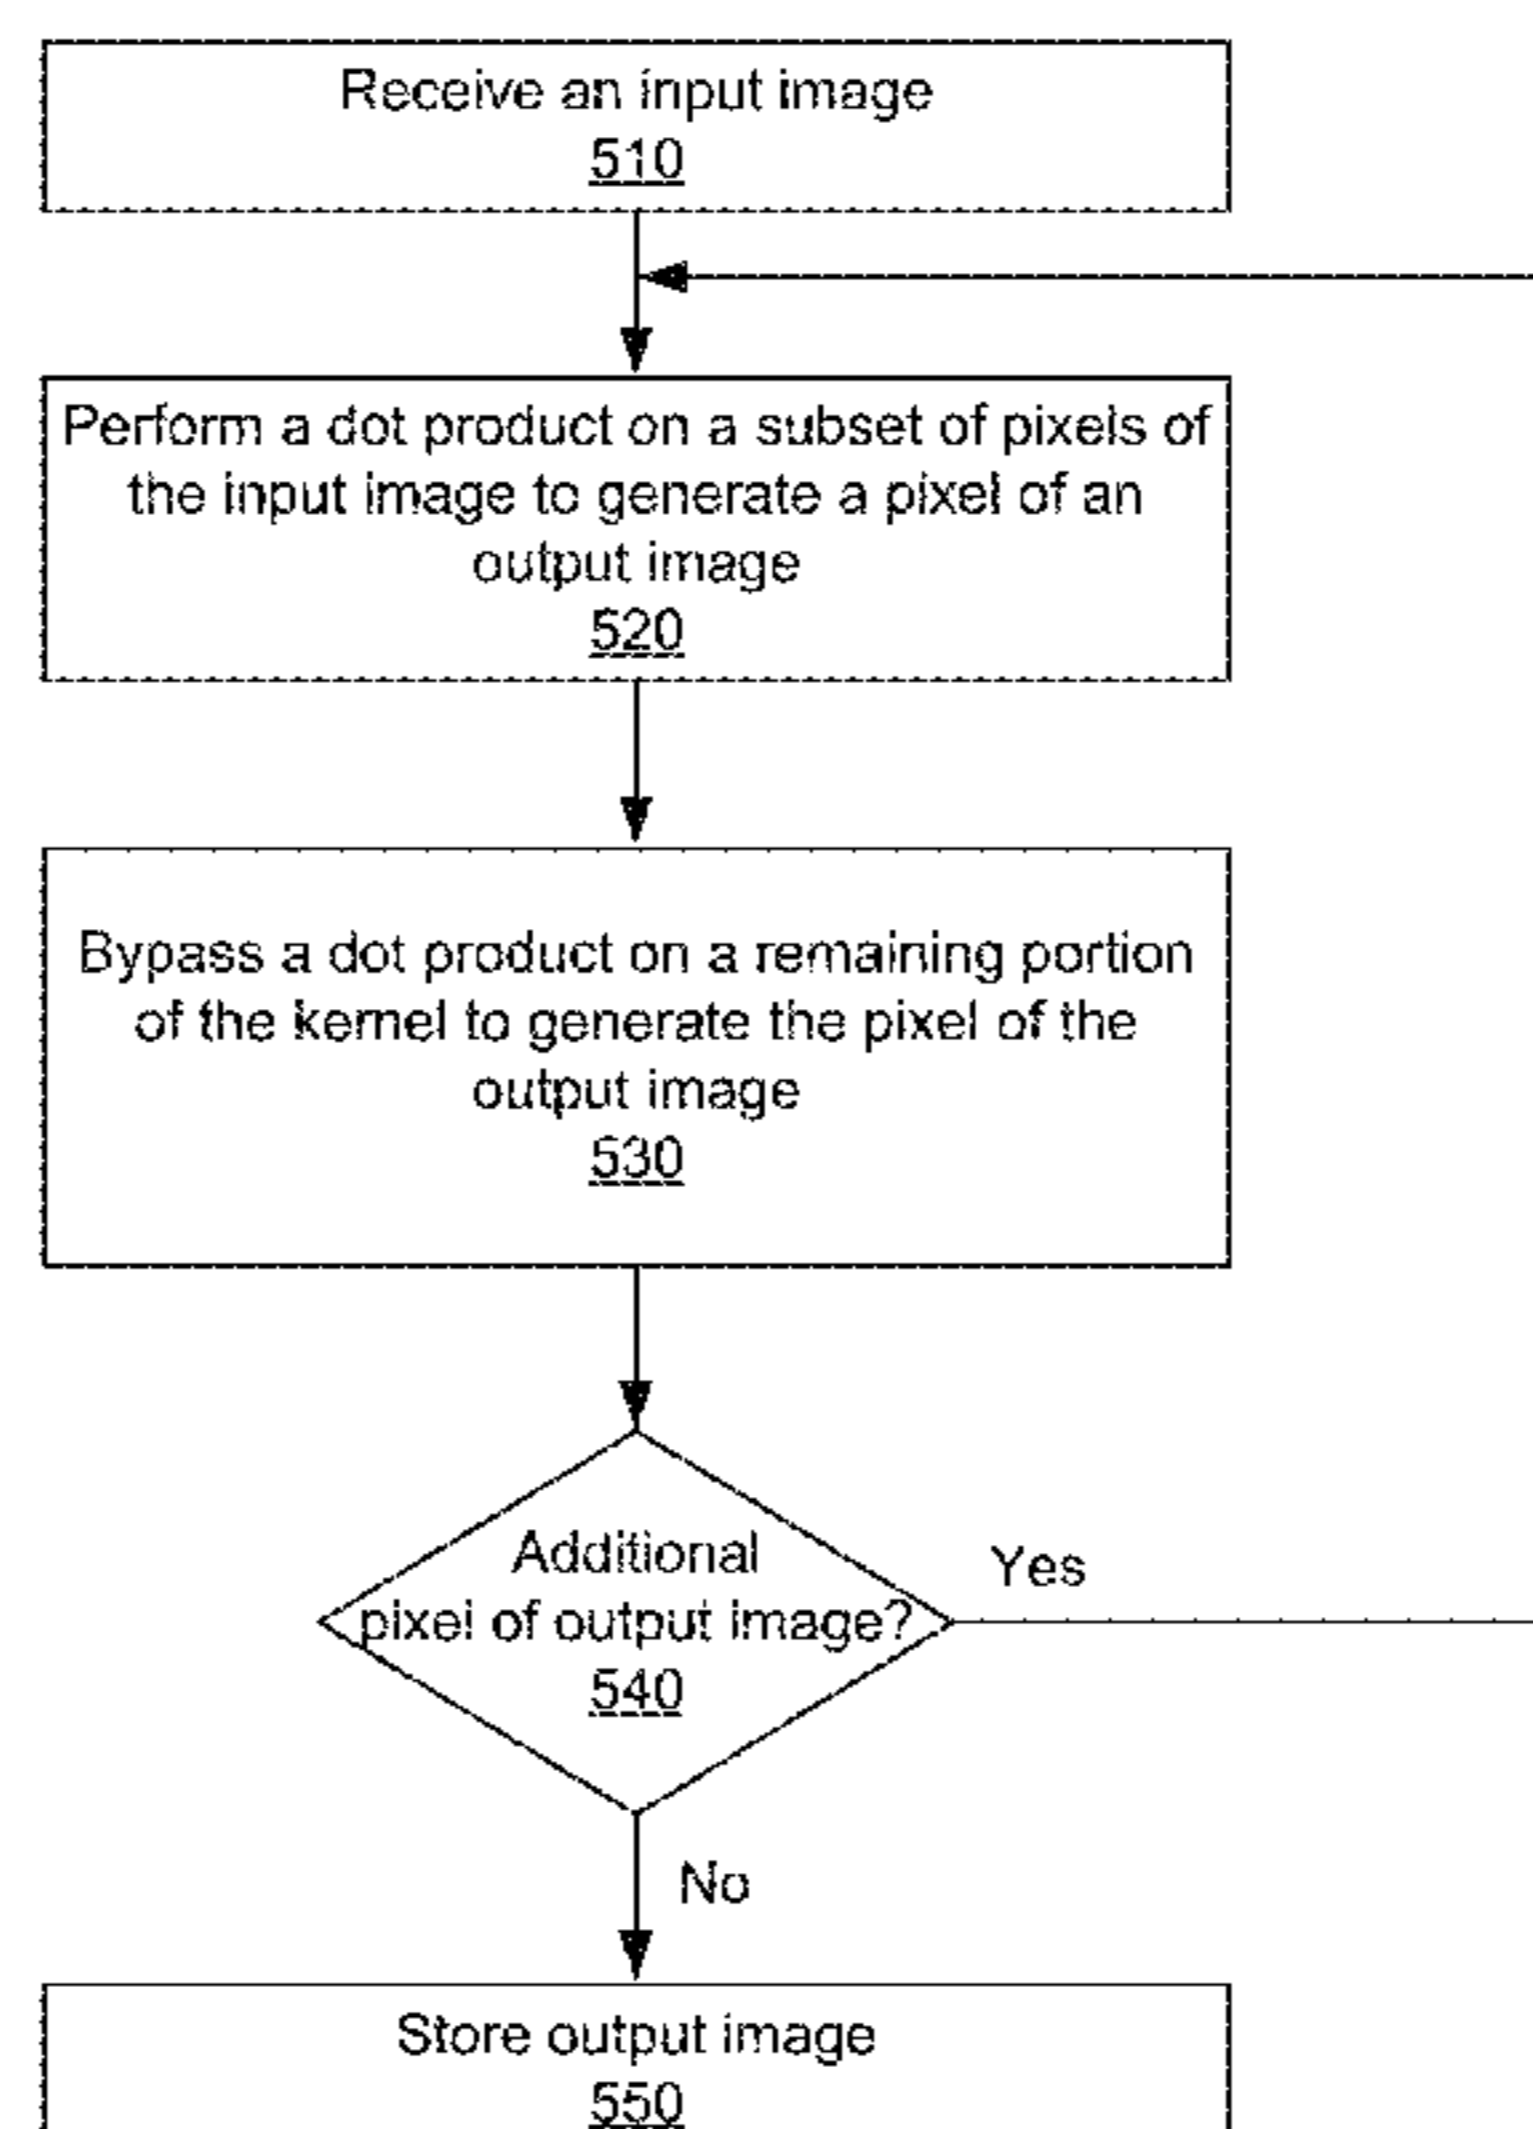 Receive an input image
510
Perform a dot product on a subset of pixels of
the input image to generate a pixel of an
output image
520
Bypass a dot product on a remaining portion
of the kernel to generate the pixel of the
output image
530
Additional
pixel of output image?
540
Yes
No
Store output image
550